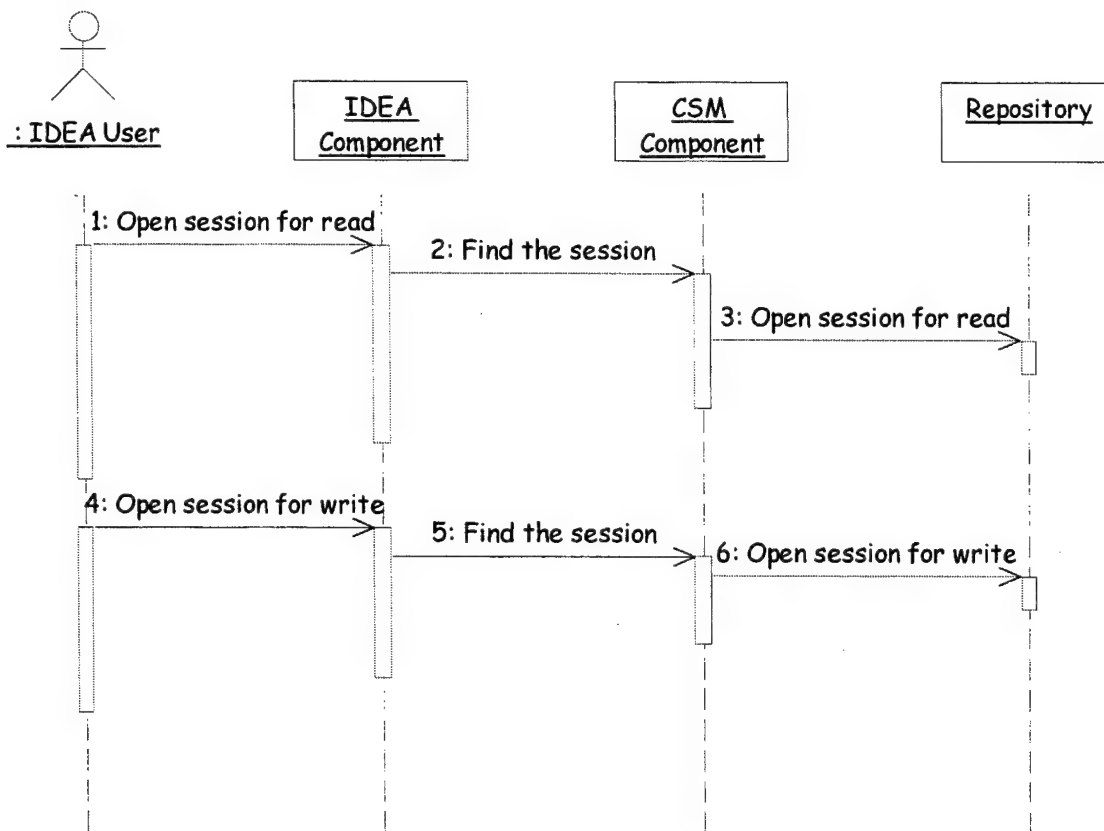 : IDEA User
IDEA
Component
CSM
Component
Repository
1: Open session for read
2: Find the session
3: Open session for read
4: Open session for write
5: Find the session
6: Open session for write